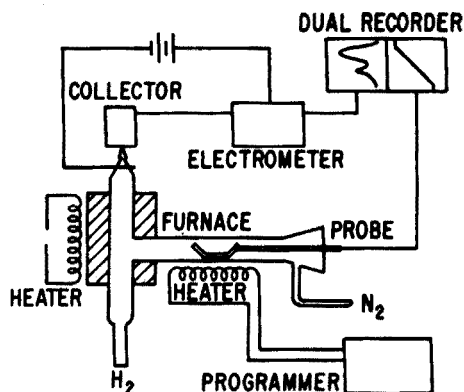 DUAL RECORDER
COLLECTOR
ELECTROMETER
FURNACE
PROBE
HEATER
HEATER
N2
H2
PROGRAMMER